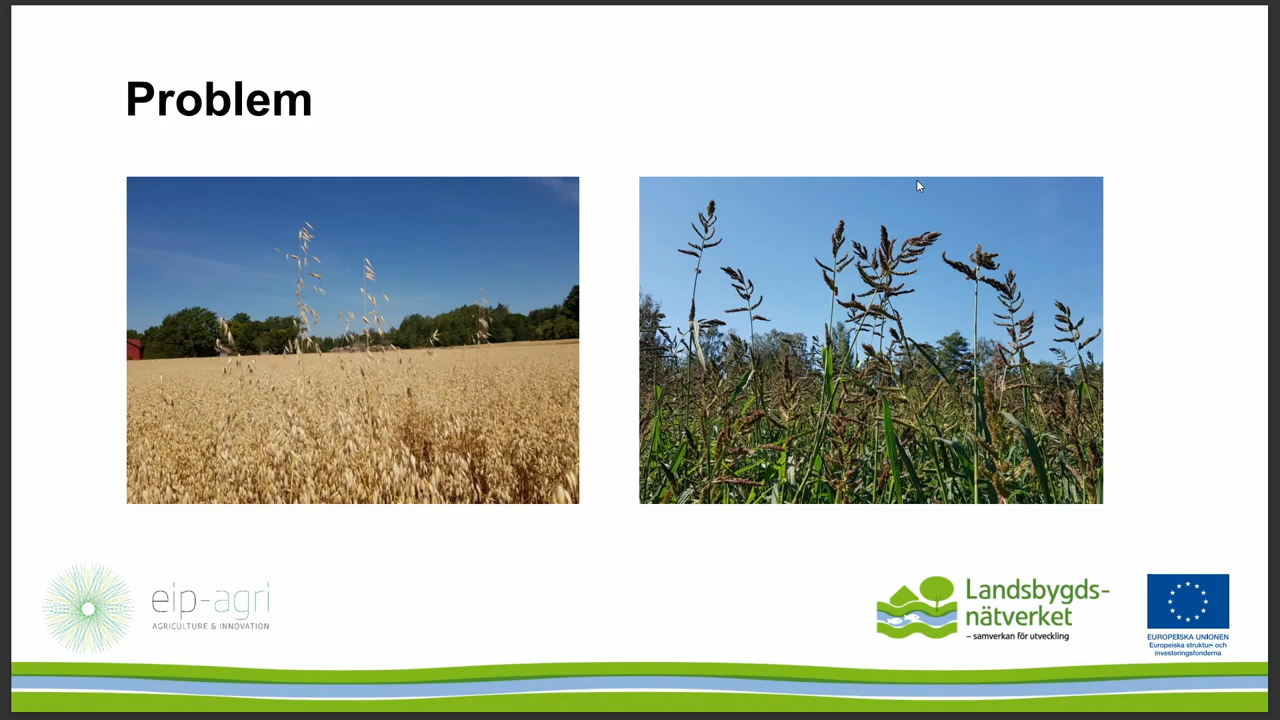 Problem
eip-agri
AGRICULTURE & INNOVATION
Landsbygds-
nätverket
– samverkan för utveckling
EUROPEISKA UNIONEN
Europeiska struktur- och
investeringsfonderna